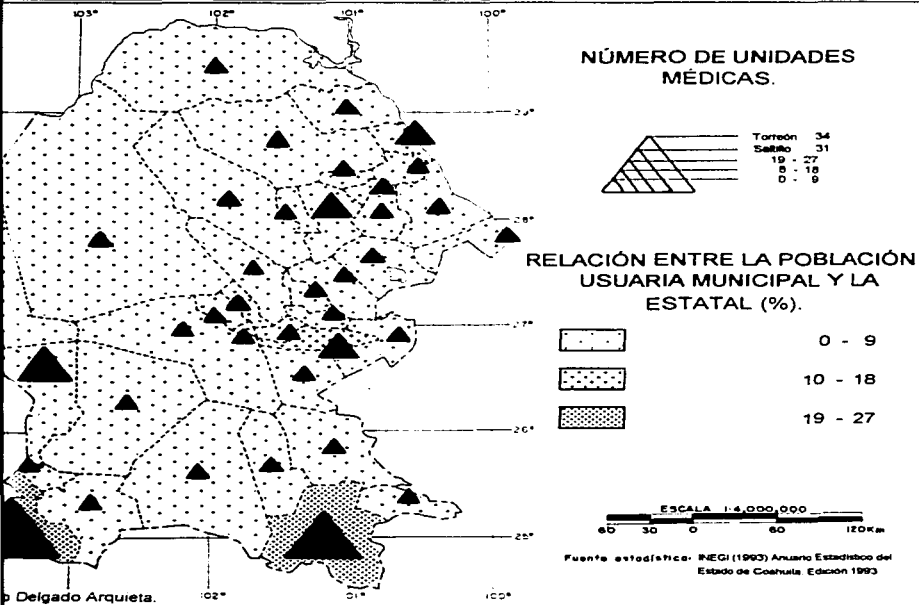 103°
102°
101°
100°
NÚMERO DE UNIDADES
MÉDICAS.
Torreón 34
Saltillo 31
19 - 27
8 - 18
0 - 9
29°
28°
RELACIÓN ENTRE LA POBLACIÓN
USUARIA MUNICIPAL Y LA
ESTATAL (%).
27°
0 - 9
10 - 18
19 - 27
26°
25°
ESCALA 1:4,000,000
60 30 0 60 120Km
Fuente estadística: INEGI (1993) Anuario Estadístico del
Estado de Coahuila. Edición 1993
102°
101°
100°
o Delgado Arquieta.